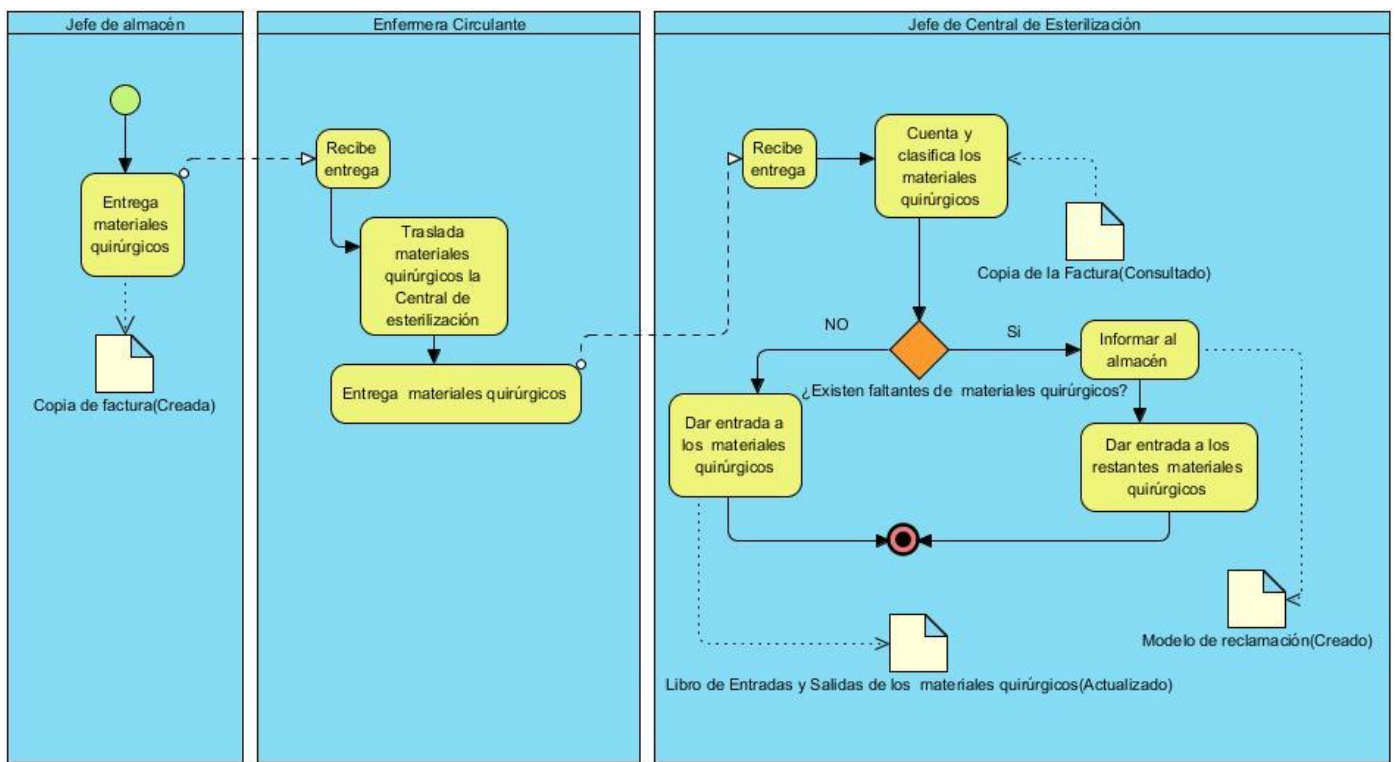 Jefe de almacén
Entrega
materiales
quirúrgicos
Copia de factura(Creada)
Enfermera Circulante
Recibe
entrega
Traslada
materiales
quirúrgicos la
Central de
esterilización
Entrega materiales quirúrgicos
Jefe de Central de Esterilización
Recibe
entrega
Cuenta y
clasifica los
materiales
quirúrgicos
Copia de la Factura(Consultado)
NO
Si
¿Existen faltantes de materiales quirúrgicos?
Informar al
almacén
Dar entrada a
los materiales
quirúrgicos
Dar entrada a los
restantes materiales
quirúrgicos
Modelo de reclamación(Creado)
Libro de Entradas y Salidas de los materiales quirúrgicos(Actualizado)